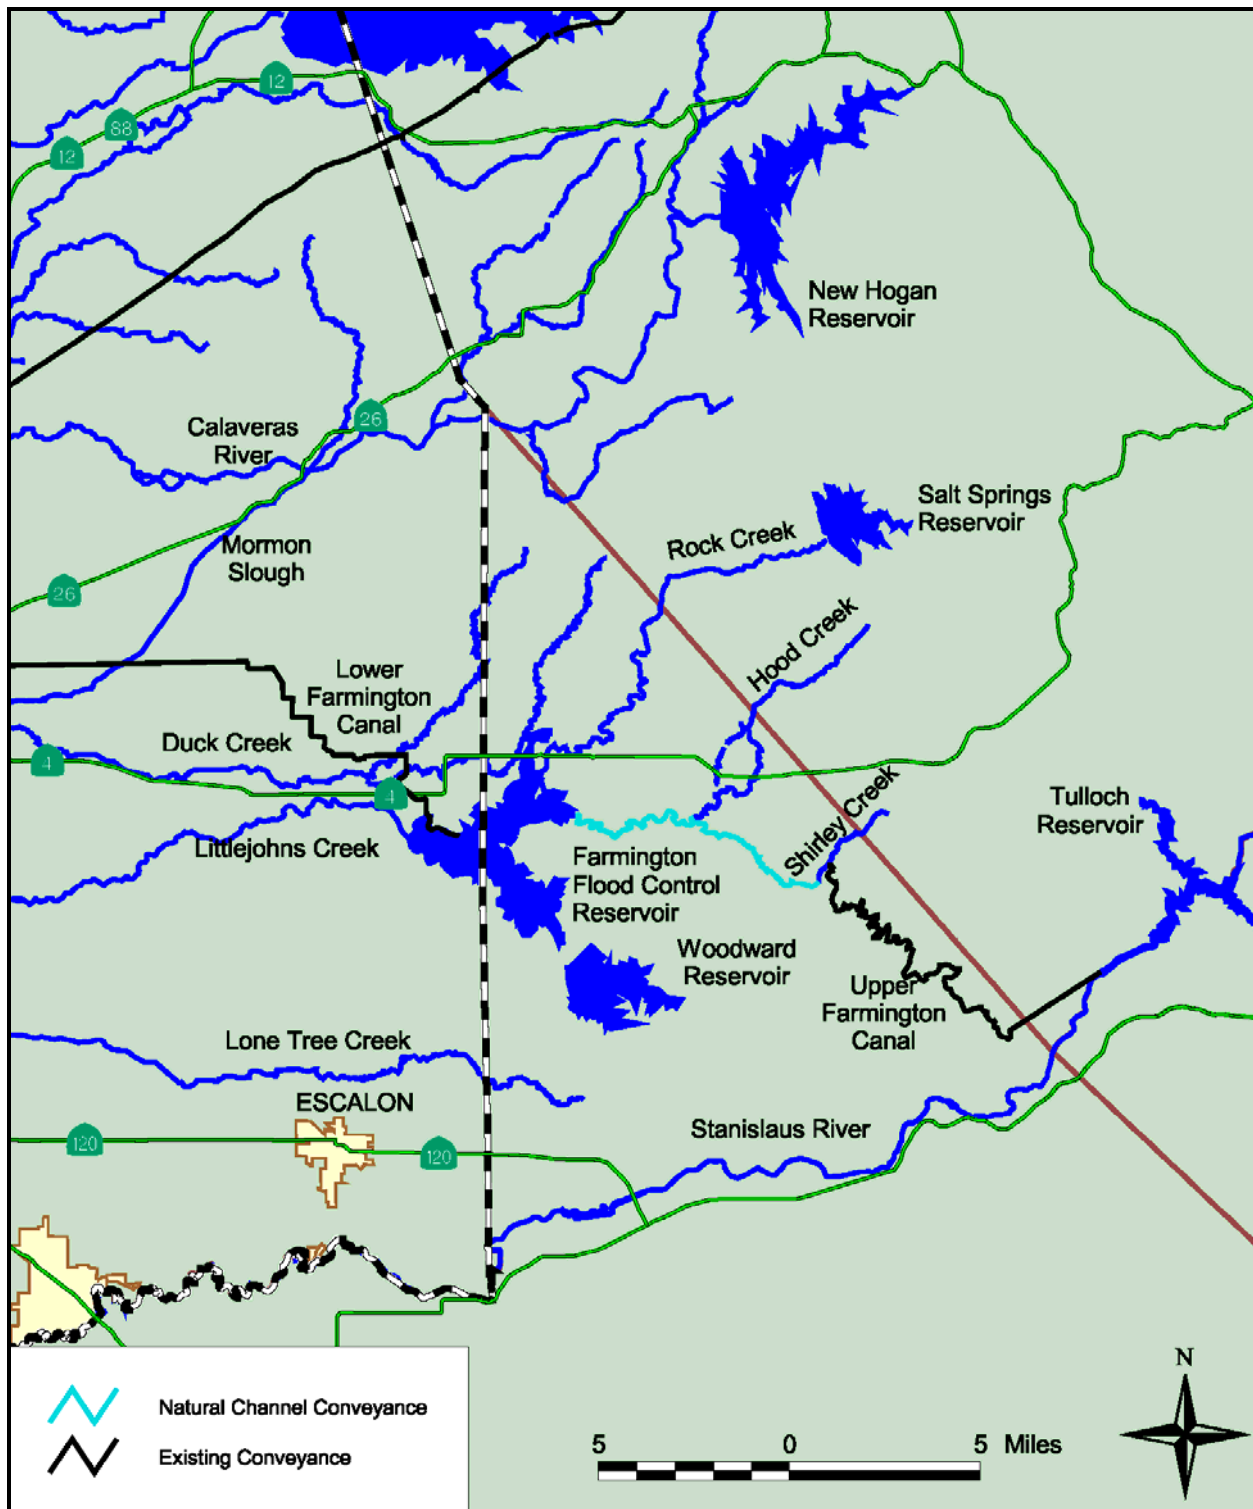 12
88
12
New Hogan
Reservoir
26
Calaveras
River
Salt Springs
Reservoir
Rock Creek
Mormon
Slough
26
Hood Creek
Lower
Farmington
Canal
Duck Creek
4
4
Shirley Creek
Tulloch
Reservoir
Littlejohns Creek
Farmington
Flood Control
Reservoir
Woodward
Reservoir
Upper
Farmington
Canal
Lone Tree Creek
ESCALON
Stanislaus River
120
120
N
Natural Channel Conveyance
Existing Conveyance
5 0 5 Miles